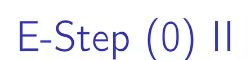 E-Step (0) II